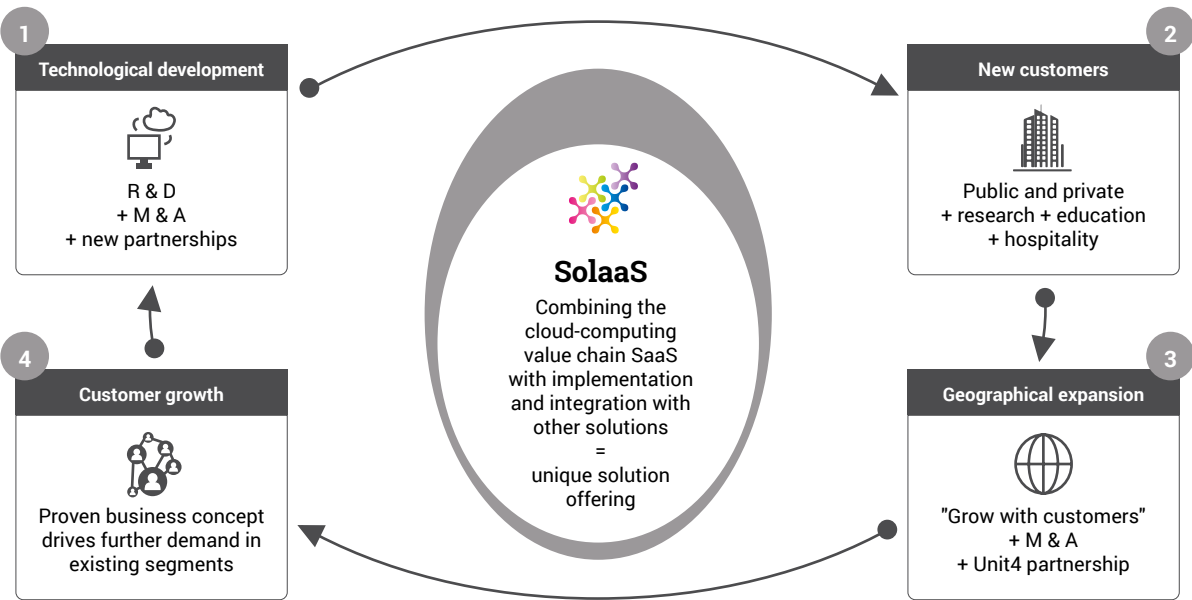 1
Technological development
R & D
+ M & A
+ new partnerships
2
New customers
Public and private
+ research + education
+ hospitality
SolaaS
Combining the
cloud-computing
value chain SaaS
with implementation
and integration with
other solutions
=
unique solution
offering
4
Customer growth
Proven business concept
drives further demand in
existing segments
3
Geographical expansion
"Grow with customers"
+ M & A
+ Unit4 partnership